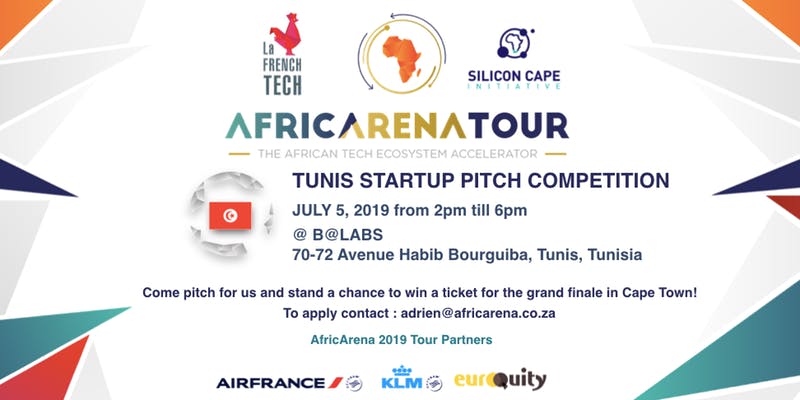 La
FRENCH
TECH
SILICON CAPE
INITIATIVE
AFRICARENATOUR
THE AFRICAN TECH ECOSYSTEM ACCELERATOR
TUNIS STARTUP PITCH COMPETITION
JULY 5, 2019 from 2pm till 6pm
@ B@LABS
70-72 Avenue Habib Bourguiba, Tunis, Tunisia
Come pitch for us and stand a chance to win a ticket for the grand finale in Cape Town!
To apply contact : adrien@africarena.co.za
AfricArena 2019 Tour Partners
AIRFRANCE KLM euroQuity